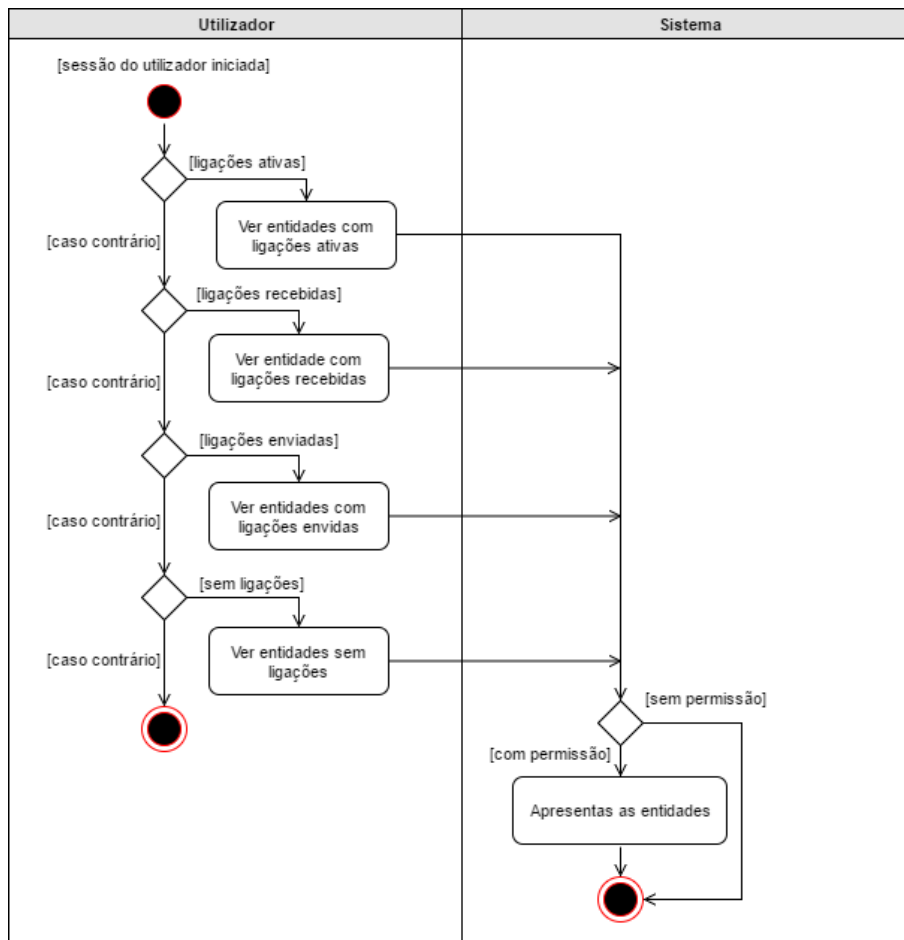 Utilizador
Sistema
[sessão do utilizador iniciada]
[ligações ativas]
Ver entidades com
ligações ativas
[caso contrário]
[ligações recebidas]
Ver entidade com
ligações recebidas
[caso contrário]
[ligações enviadas]
Ver entidades com
ligações envidas
[caso contrário]
[sem ligações]
Ver entidades sem
ligações
[caso contrário]
[sem permissão]
[com permissão]
Apresentas as entidades